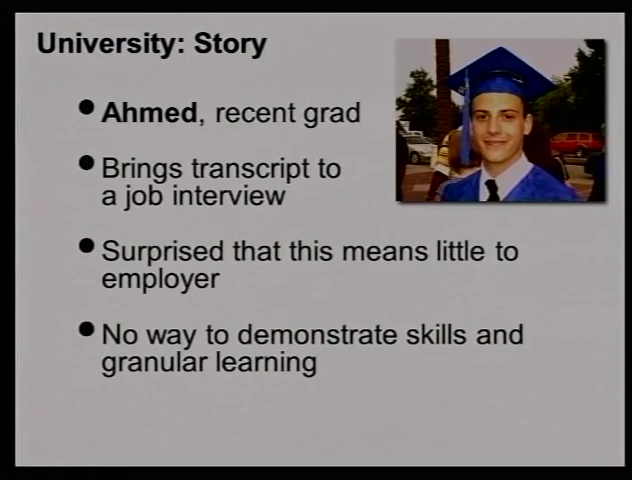 University: Story
Ahmed, recent grad
Brings transcript to
a job interview
Surprised that this means little to
employer
No way to demonstrate skills and
granular learning